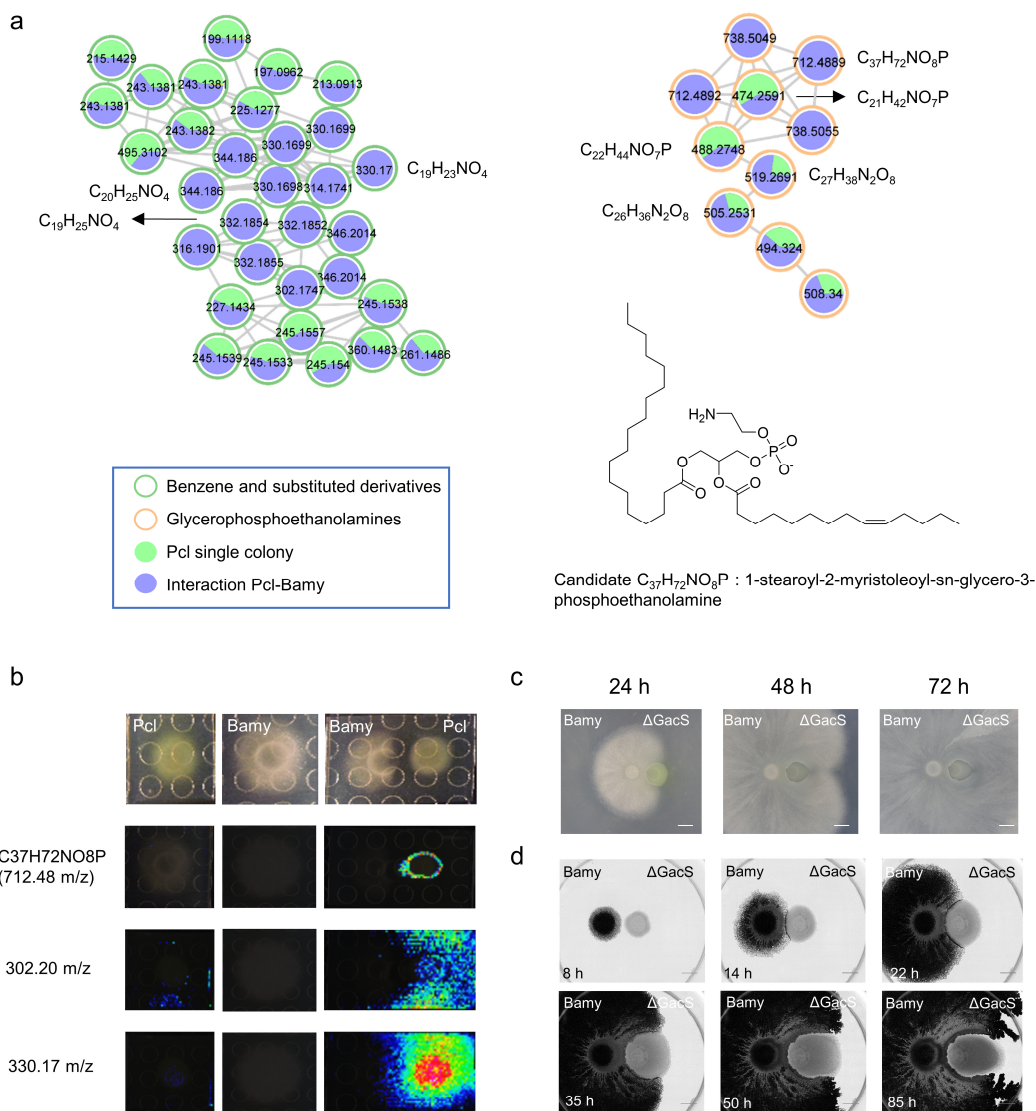 a
199.1118
215.1429
197.0962
213.0913
243.1381
243.1381
243.1381
225.1277
243.1382
330.1699
330.1699
495.3102
344.186
330.17
C₁₉H₂₃NO₄
344.186
330.1698
314.1741
C₂₀H₂₅NO₄
C₁₉H₂₅NO₄
332.1854
332.1852
346.2014
316.1901
332.1855
346.2014
302.1747
227.1434
245.1538
245.1557
245.1539
245.1533
245.154
360.1483
261.1486
738.5049
712.4889
C₃₇H₇₂NO₈P
712.4892
474.2591
C₂₁H₄₂NO₇P
738.5055
C₂₂H₄₄NO₇P
488.2748
519.2691
C₂₇H₃₈N₂O₈
C₂₆H₃₆N₂O₈
505.2531
494.324
508.34
Benzene and substituted derivatives
Glycerophosphoethanolamines
Pcl single colony
Interaction Pcl-Bamy
H₂N
O
O
P
O
O⁻
O
O
O
O
Candidate C₃₇H₇₂NO₈P : 1-stearoyl-2-myristoleoyl-sn-glycero-3-
phosphoethanolamine
b
Pcl
Bamy
Bamy
Pcl
C37H72NO8P
(712.48 m/z)
302.20 m/z
330.17 m/z
c
24 h
48 h
72 h
Bamy
ΔGacS
Bamy
ΔGacS
Bamy
ΔGacS
d
Bamy
ΔGacS
8 h
Bamy
ΔGacS
14 h
Bamy
ΔGacS
22 h
Bamy
ΔGacS
35 h
Bamy
ΔGacS
50 h
Bamy
ΔGacS
85 h